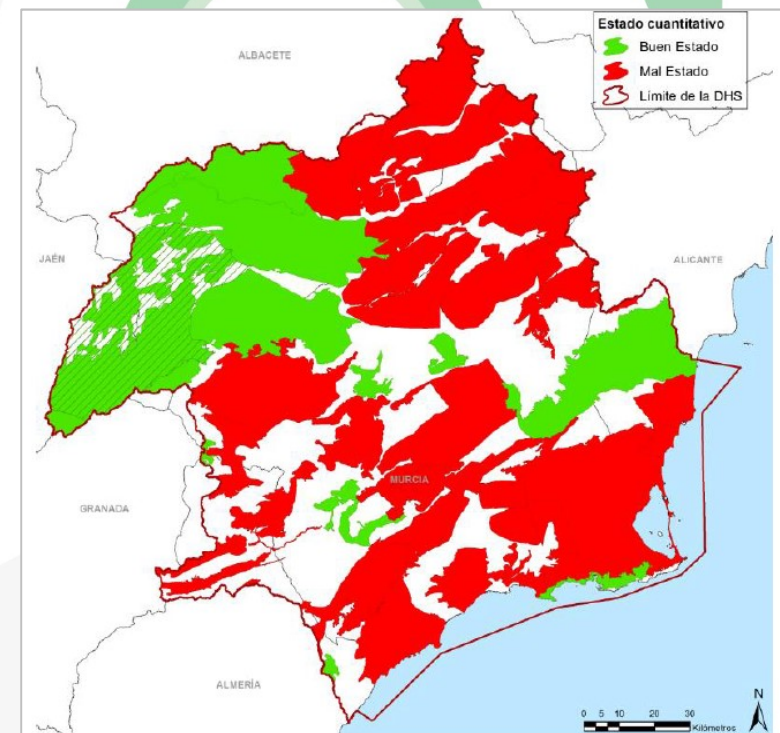 Estado cuantitativo
Buen Estado
Mal Estado
Límite de la DHS
ALBACETE
JAÉN
ALICANTE
MURCIA
GRANADA
ALMERÍA
N
0 5 10 20 30
Kilómetros